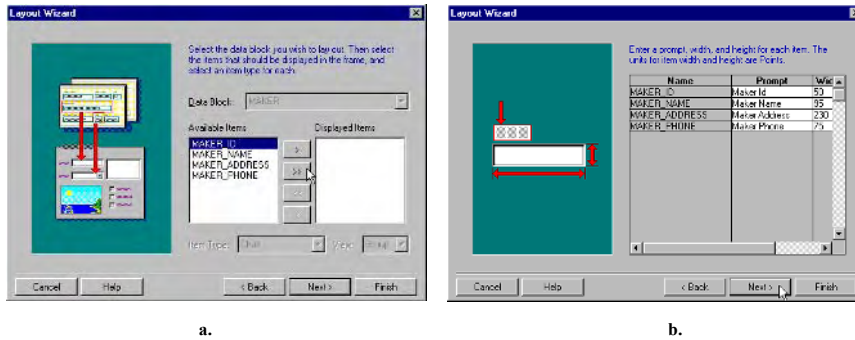 Layout Wizard
Select the data block you wish to lay out. Then select
the items that should be displayed in the frame, and
select an item type for each.
Data Block: MAKER
Available Items Displayed Items
MAKER_ID
MAKER_NAME
MAKER_ADDRESS
MAKER_PHONE
>
>>
<<
<
Item Type: View:
Cancel Help < Back Next > Finish
a.
Layout Wizard
Enter a prompt, width, and height for each item. The
units for item width and height are Points.
Name Prompt Wid
MAKER_ID Maker Id 50
MAKER_NAME Maker Name 95
MAKER_ADDRESS Maker Address 230
MAKER_PHONE Maker Phone 75
Cancel Help < Back Next > Finish
b.